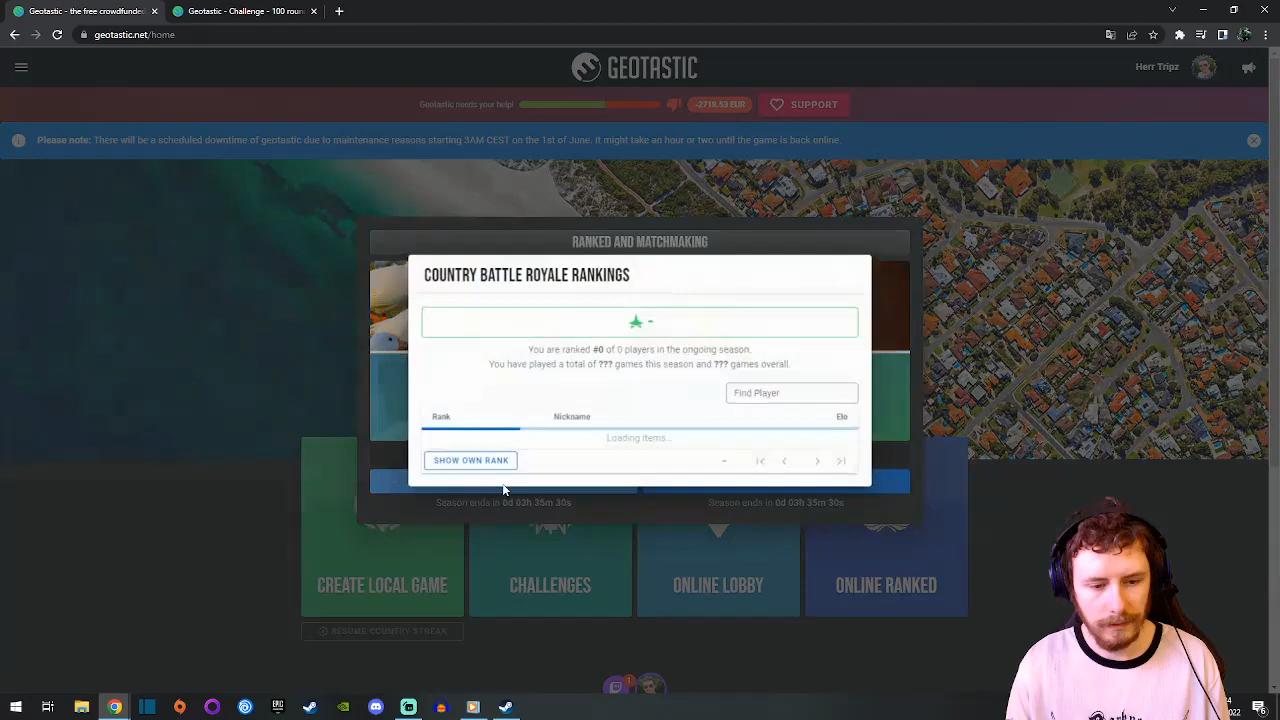 Geotastic - the free crowdfunded
Geotastic - 100 roun
geotastic.net/home
GEOTASTIC
Herr Tripz
Geotastic needs your help!
-2718.53 EUR
SUPPORT
Please note: There will be a scheduled downtime of geotastic due to maintenance reasons starting 3AM CEST on the 1st of June. It might take an hour or two until the game is back online.
RANKED AND MATCHMAKING
COUNTRY BATTLE ROYALE RANKINGS
-
You are ranked #0 of 0 players in the ongoing season.
You have played a total of ??? games this season and ??? games overall.
Find Player
Rank Nickname Elo
Loading items...
SHOW OWN RANK
–
Season ends in 0d 03h 35m 30s
Season ends in 0d 03h 35m 30s
CREATE LOCAL GAME
CHALLENGES
ONLINE LOBBY
ONLINE RANKED
RESUME COUNTRY STREAK
1